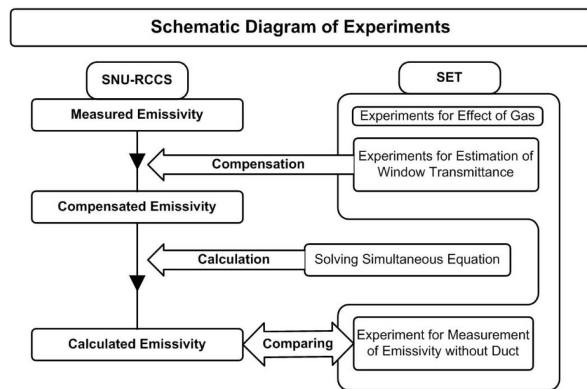 Schematic Diagram of Experiments
SNU-RCCS
SET
Measured Emissivity
Experiments for Effect of Gas
Compensation
Experiments for Estimation of
Window Transmittance
Compensated Emissivity
Calculation
Solving Simultaneous Equation
Calculated Emissivity
Comparing
Experiment for Measurement
of Emissivity without Duct